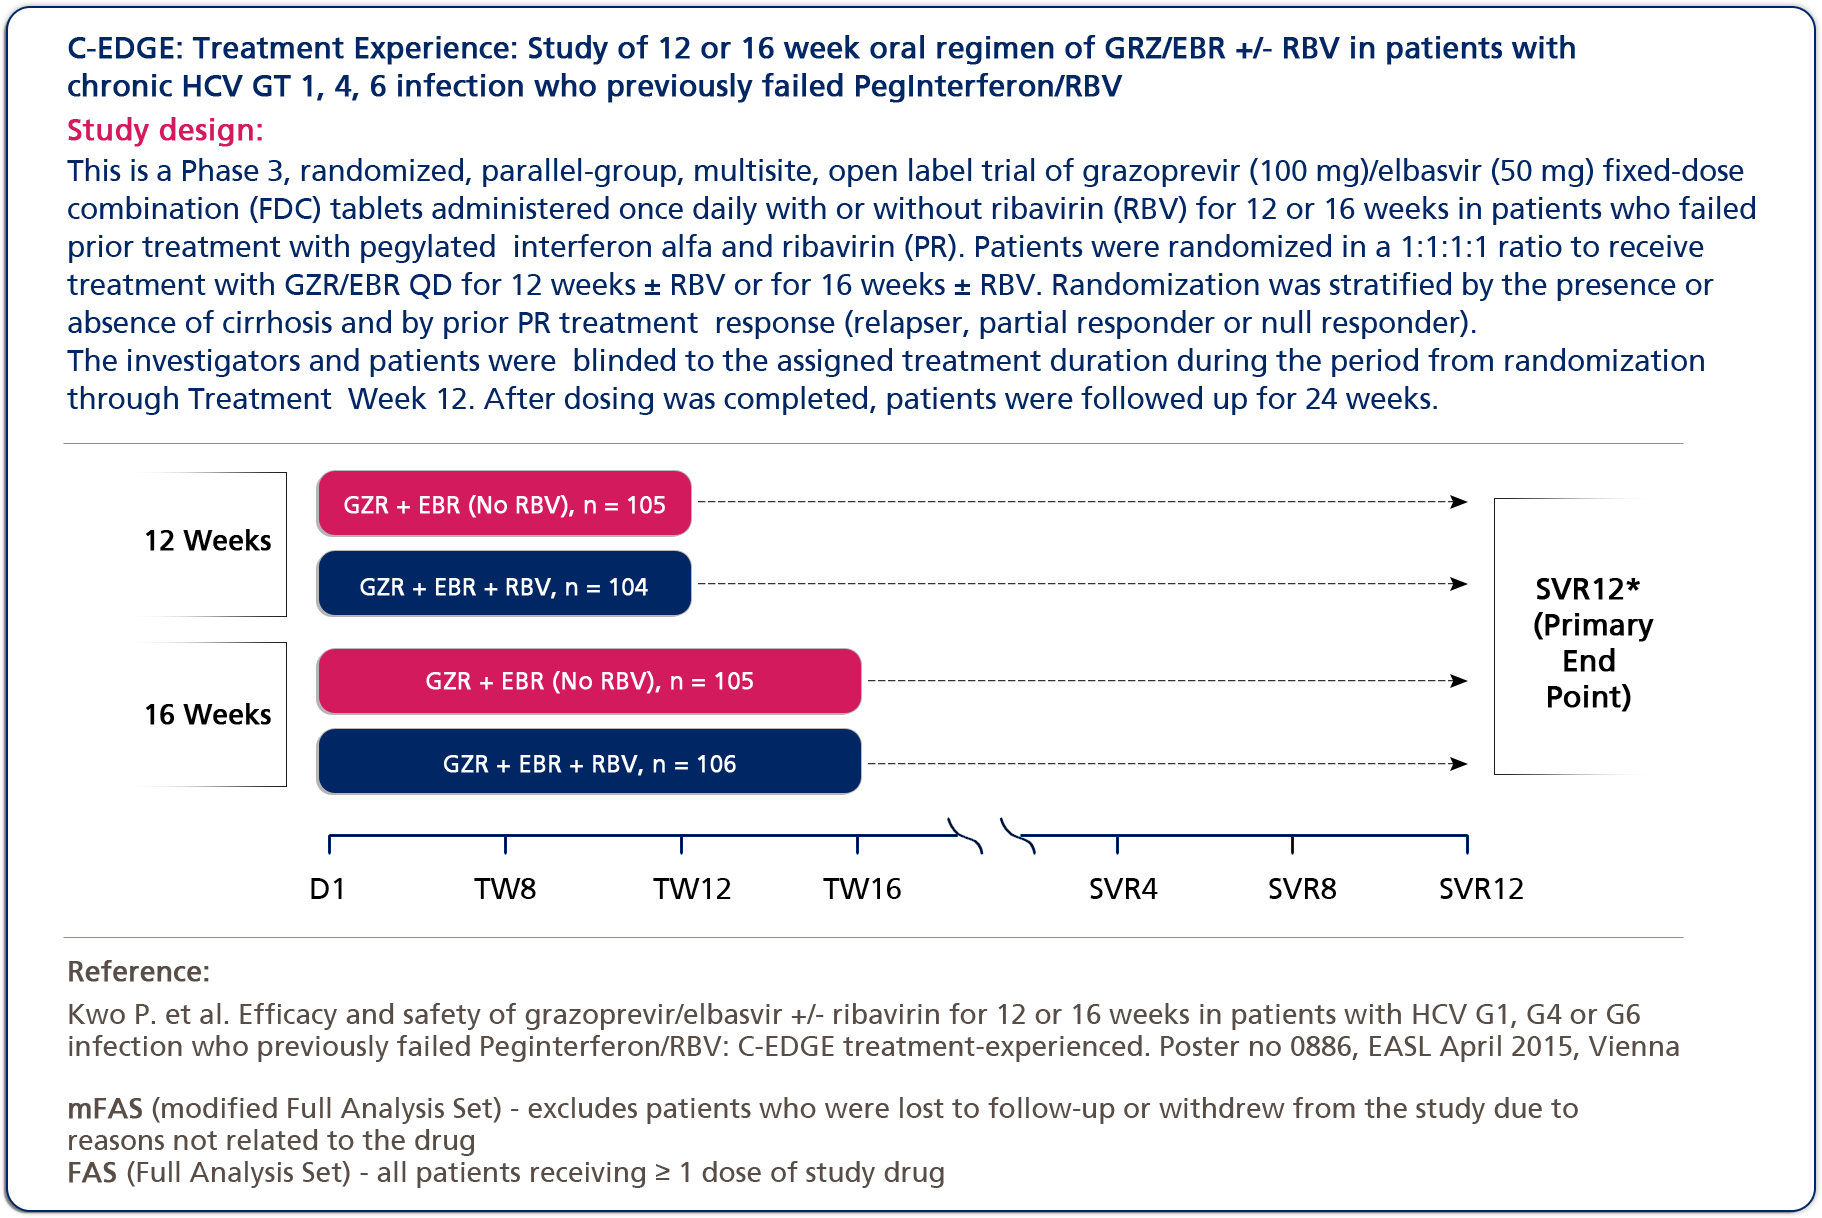 C-EDGE: Treatment Experience: Study of 12 or 16 week oral regimen of GRZ/EBR +/- RBV in patients with
chronic HCV GT 1, 4, 6 infection who previously failed PegInterferon/RBV
Study design:
This is a Phase 3, randomized, parallel-group, multisite, open label trial of grazoprevir (100 mg)/elbasvir (50 mg) fixed-dose
combination (FDC) tablets administered once daily with or without ribavirin (RBV) for 12 or 16 weeks in patients who failed
prior treatment with pegylated interferon alfa and ribavirin (PR). Patients were randomized in a 1:1:1:1 ratio to receive
treatment with GZR/EBR QD for 12 weeks ± RBV or for 16 weeks ± RBV. Randomization was stratified by the presence or
absence of cirrhosis and by prior PR treatment response (relapser, partial responder or null responder).
The investigators and patients were blinded to the assigned treatment duration during the period from randomization
through Treatment Week 12. After dosing was completed, patients were followed up for 24 weeks.
12 Weeks
GZR + EBR (No RBV), n = 105
GZR + EBR + RBV, n = 104
16 Weeks
GZR + EBR (No RBV), n = 105
GZR + EBR + RBV, n = 106
SVR12*
(Primary
End
Point)
D1 TW8 TW12 TW16 SVR4 SVR8 SVR12
Reference:
Kwo P. et al. Efficacy and safety of grazoprevir/elbasvir +/- ribavirin for 12 or 16 weeks in patients with HCV G1, G4 or G6
infection who previously failed Peginterferon/RBV: C-EDGE treatment-experienced. Poster no 0886, EASL April 2015, Vienna
mFAS (modified Full Analysis Set) - excludes patients who were lost to follow-up or withdrew from the study due to
reasons not related to the drug
FAS (Full Analysis Set) - all patients receiving ≥ 1 dose of study drug